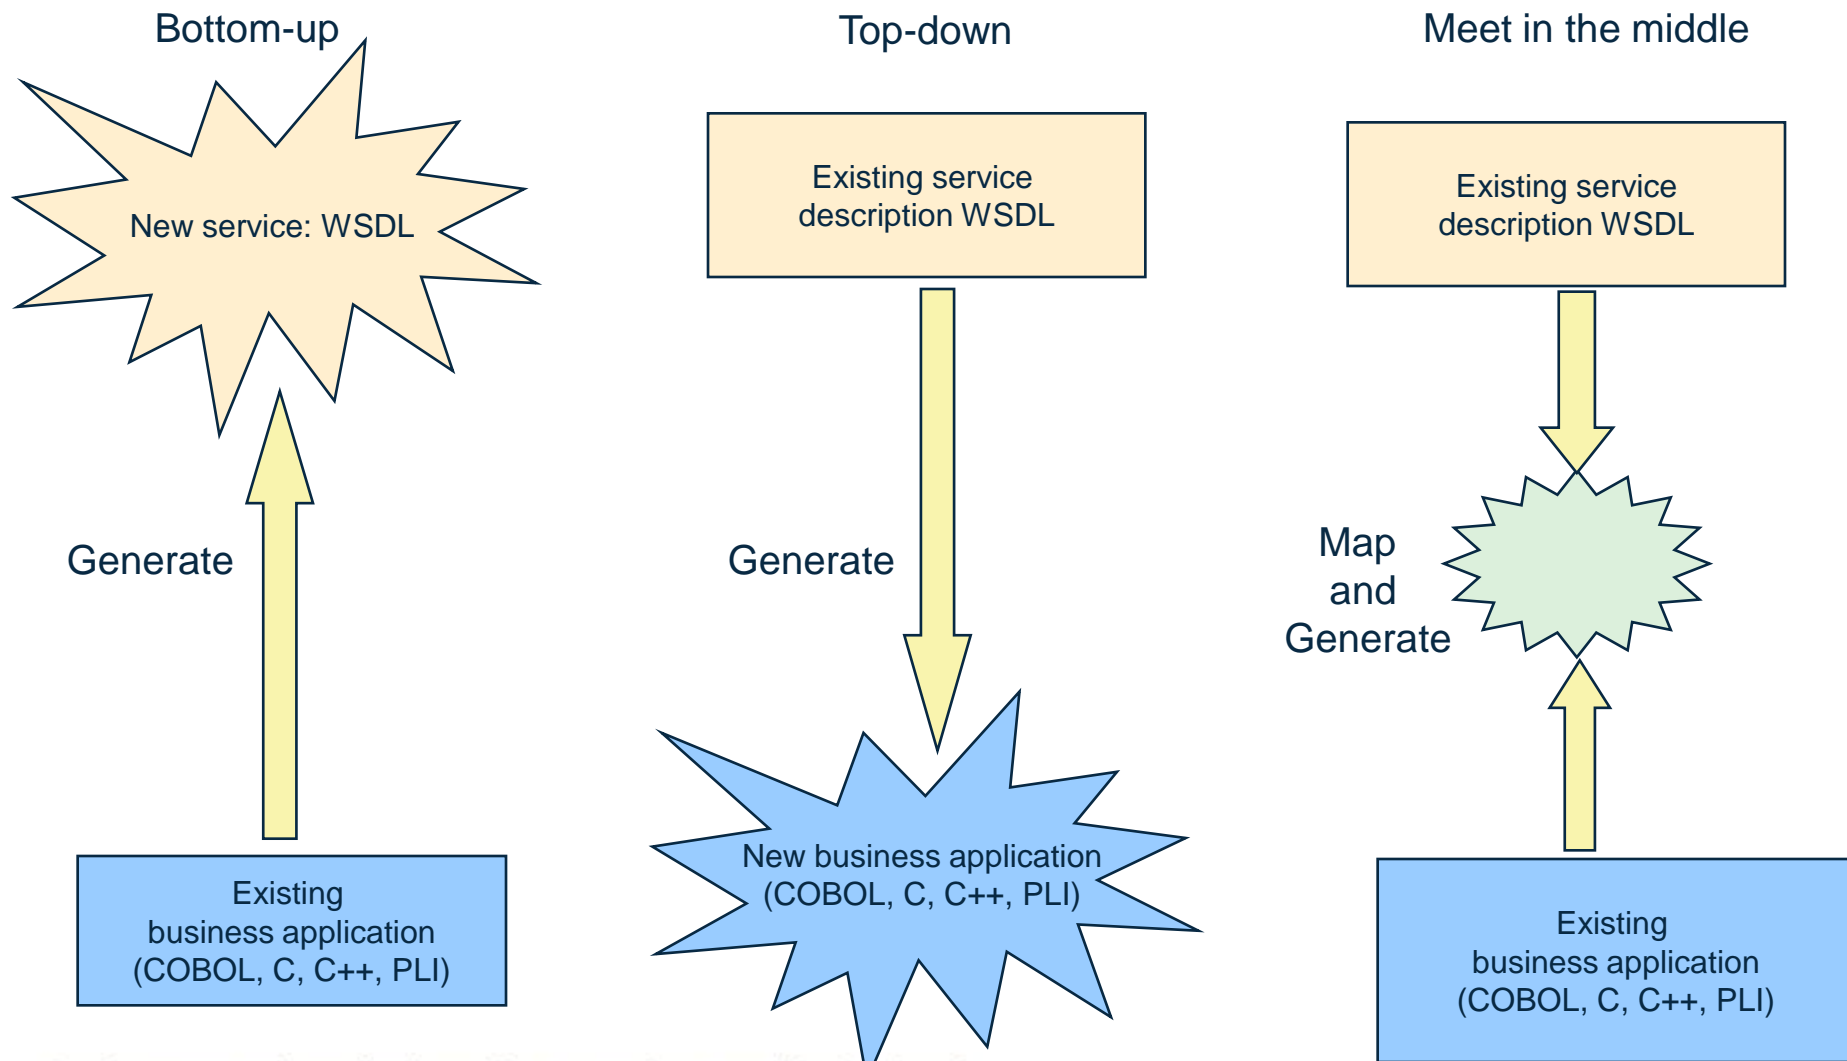 Bottom-up
New service: WSDL
Generate
Existing
business application
(COBOL, C, C++, PLI)
Top-down
Existing service
description WSDL
Generate
New business application
(COBOL, C, C++, PLI)
Meet in the middle
Existing service
description WSDL
Map
and
Generate
Existing
business application
(COBOL, C, C++, PLI)